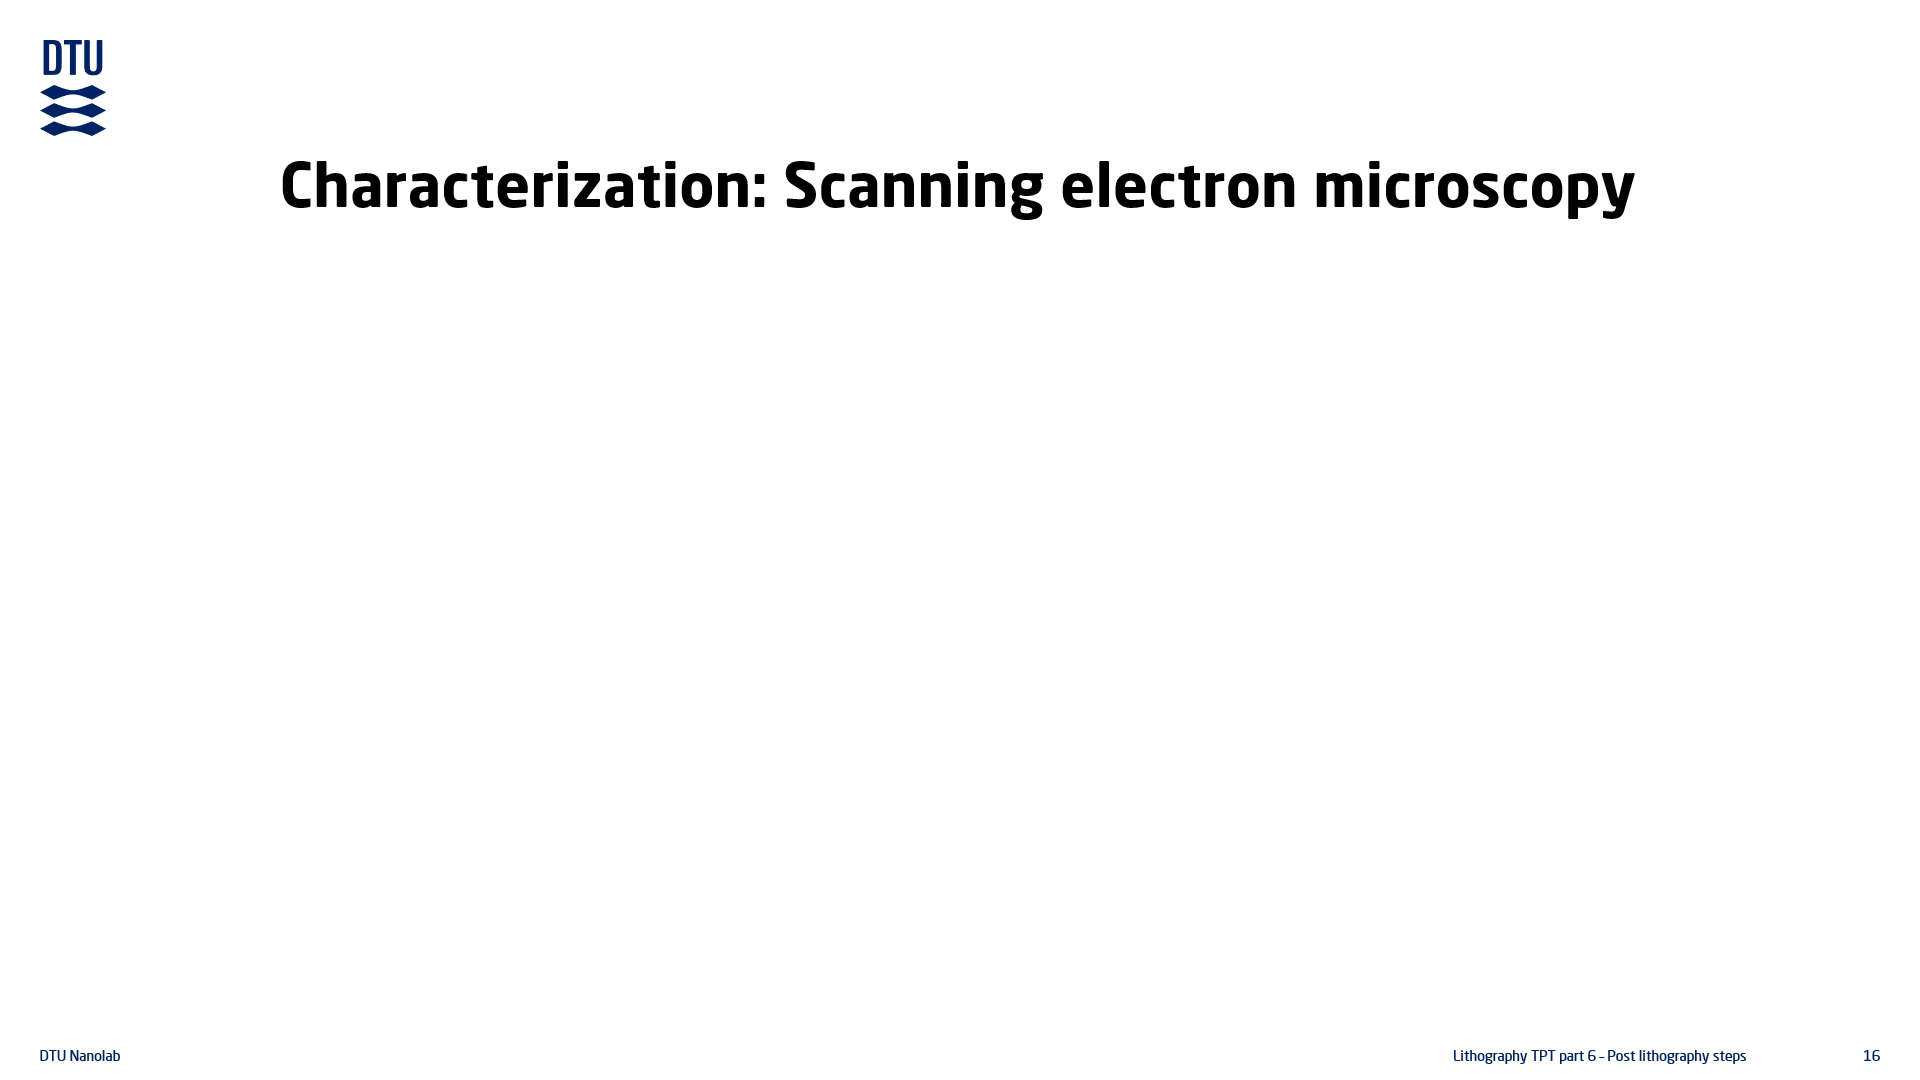 DTU
Characterization: Scanning electron microscopy
DTU Nanolab
Lithography TPT part 6 – Post lithography steps
16